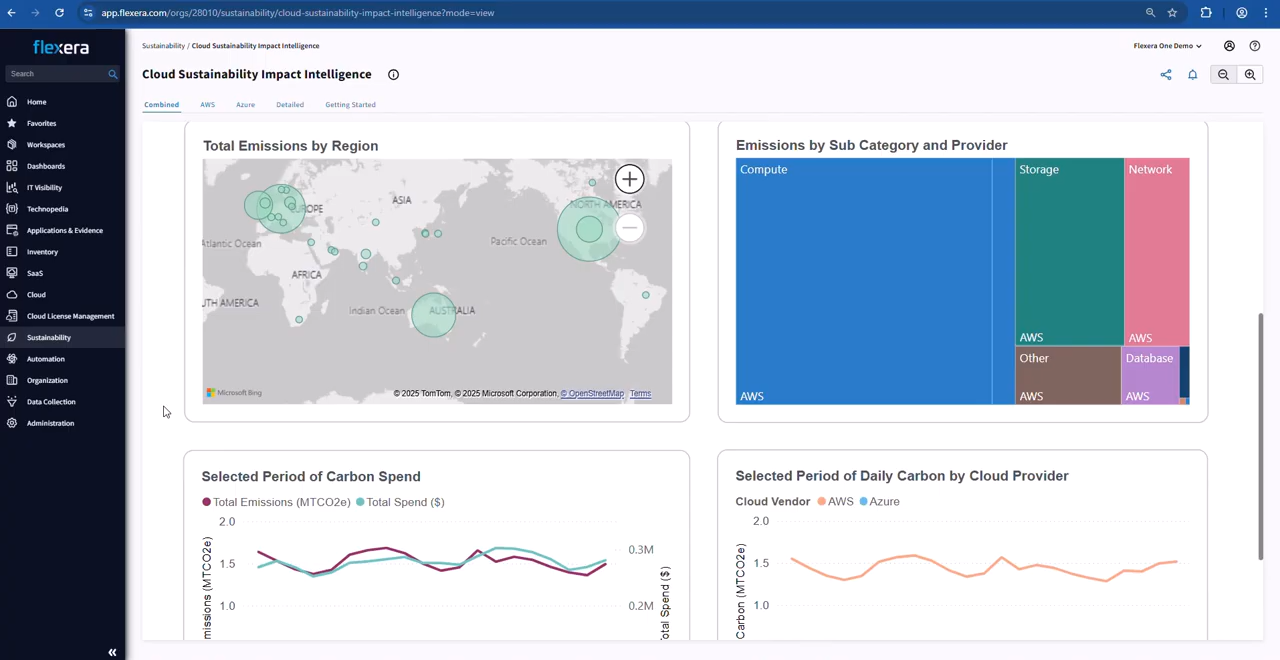 app.flexera.com/orgs/28010/sustainability/cloud-sustainability-impact-intelligence?mode=view
flexera
Search
Home
Favorites
Workspaces
Dashboards
IT Visibility
Technopedia
Applications & Evidence
Inventory
SaaS
Cloud
Cloud License Management
Sustainability
Automation
Organization
Data Collection
Administration
Sustainability / Cloud Sustainability Impact Intelligence
Flexera One Demo
Cloud Sustainability Impact Intelligence
Combined
AWS
Azure
Detailed
Getting Started
Total Emissions by Region
NORTH AMERICA
ASIA
UROPE
Atlantic Ocean
Pacific Ocean
AFRICA
UTH AMERICA
Indian Ocean
AUSTRALIA
Microsoft Bing
© 2025 TomTom, © 2025 Microsoft Corporation, © OpenStreetMap Terms
Emissions by Sub Category and Provider
Compute
AWS
Storage
AWS
Network
AWS
Other
AWS
Database
AWS
Selected Period of Carbon Spend
Total Emissions (MTCO2e) Total Spend ($)
2.0
1.5
1.0
missions (MTCO2e)
0.3M
0.2M
otal Spend ($)
Selected Period of Daily Carbon by Cloud Provider
Cloud Vendor AWS Azure
2.0
1.5
1.0
Carbon (MTCO2e)